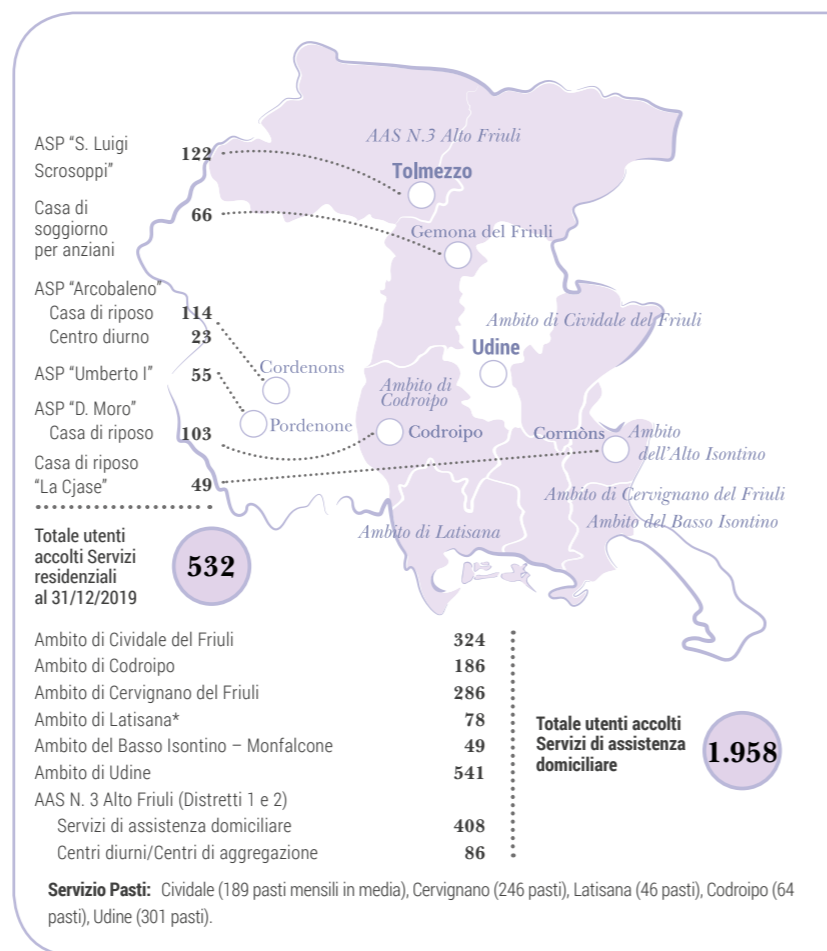 ASP “S. Luigi
Scrosoppi”
122
Casa di
soggiorno
per anziani
66
ASP “Arcobaleno”
Casa di riposo
114
Centro diurno
23
ASP “Umberto I”
55
ASP “D. Moro”
Casa di riposo
103
Casa di riposo
“La Cjase”
49
AAS N.3 Alto Friuli
Tolmezzo
Gemona del Friuli
Ambito di Cividale del Friuli
Udine
Cordenons
Pordenone
Ambito di
Codroipo
Codroipo
Cormòns
Ambito
dell’Alto Isontino
Ambito di Cervignano del Friuli
Ambito del Basso Isontino
Ambito di Latisana
Totale utenti
accolti Servizi
residenziali
al 31/12/2019
532
Ambito di Cividale del Friuli 324
Ambito di Codroipo 186
Ambito di Cervignano del Friuli 286
Ambito di Latisana* 78
Ambito del Basso Isontino – Monfalcone 49
Ambito di Udine 541
AAS N. 3 Alto Friuli (Distretti 1 e 2)
Servizi di assistenza domiciliare 408
Centri diurni/Centri di aggregazione 86
Totale utenti accolti
Servizi di assistenza
domiciliare
1.958
Servizio Pasti: Cividale (189 pasti mensili in media), Cervignano (246 pasti), Latisana (46 pasti), Codroipo (64
pasti), Udine (301 pasti).